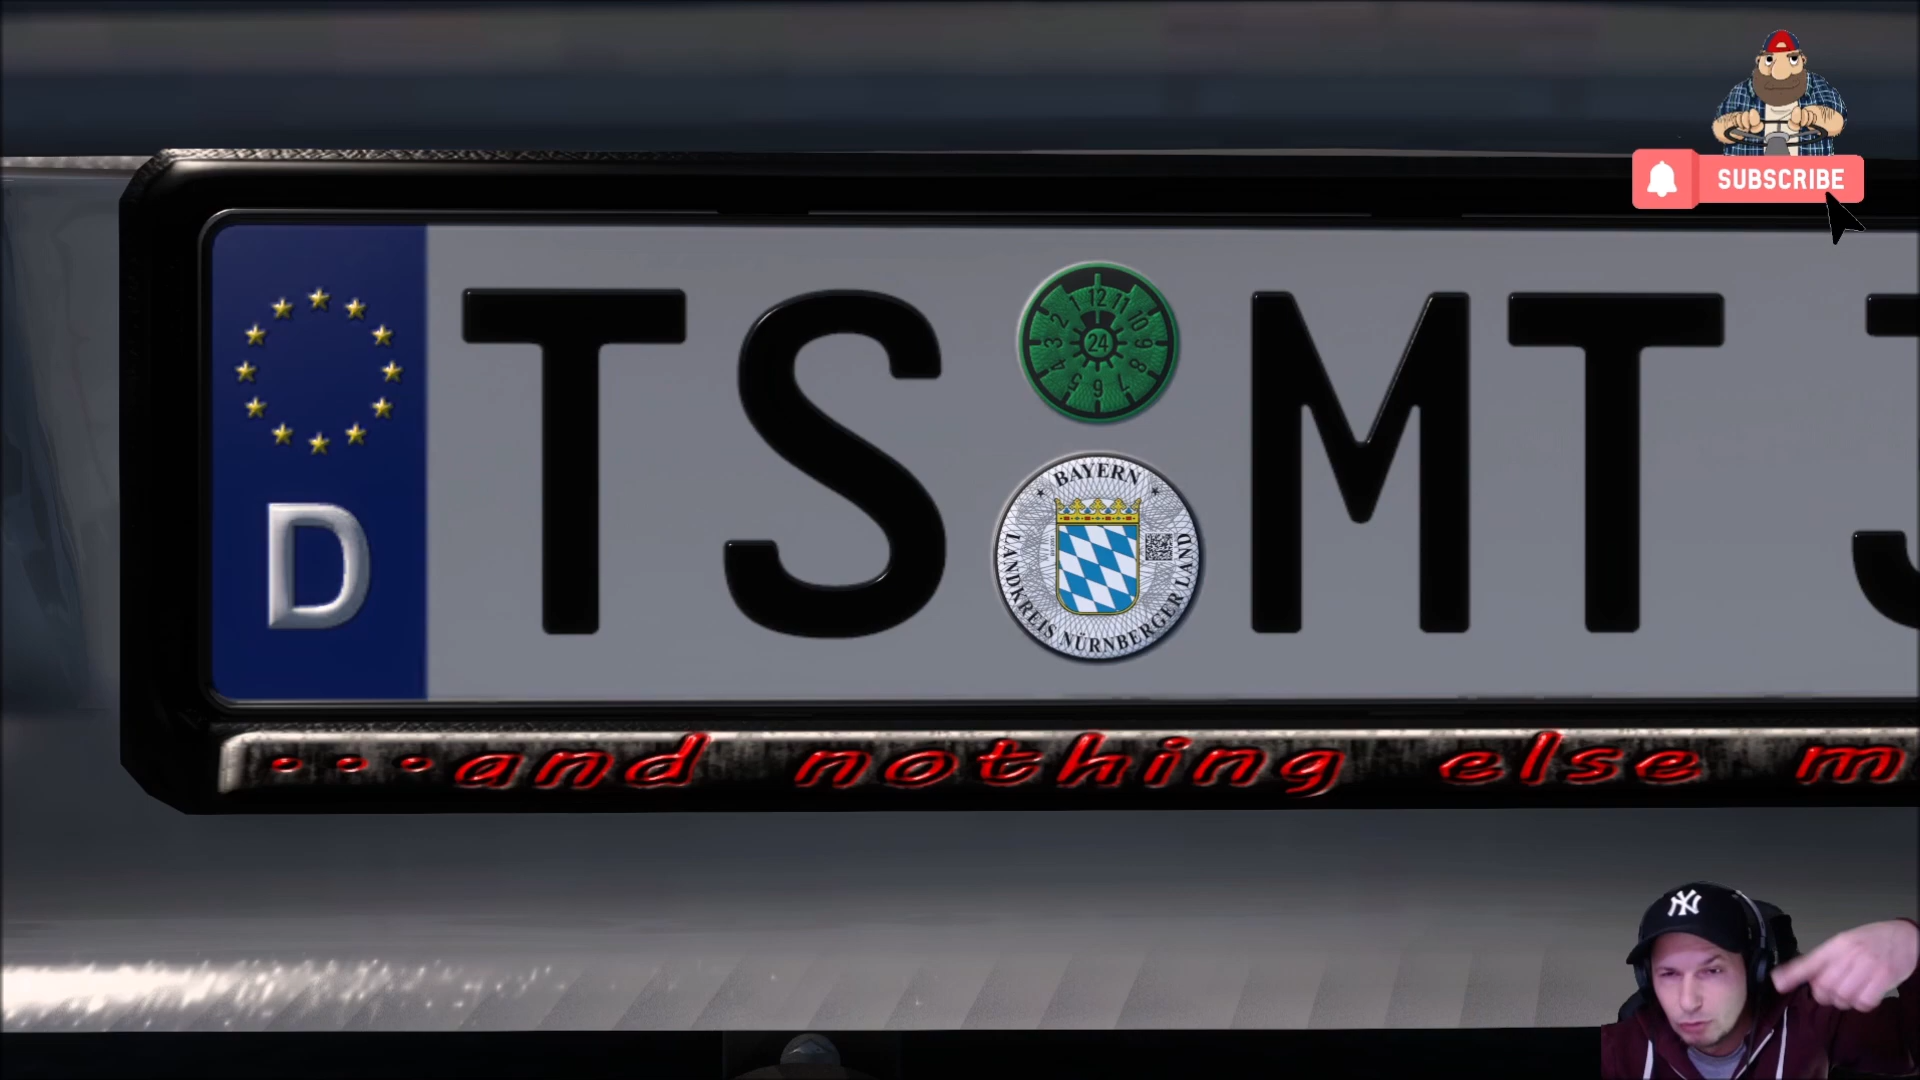 SUBSCRIBE
D TS MT
12 11 10 9 8 7 6 5 4 3 2 1
24
BAYERN
LANDKREIS NÜRNBERGER LAND
...and nothing else m
NY